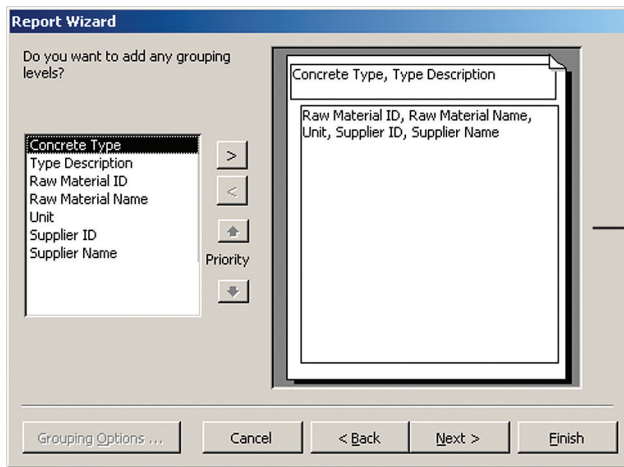 Report Wizard
Do you want to add any grouping
levels?
Concrete Type
Type Description
Raw Material ID
Raw Material Name
Unit
Supplier ID
Supplier Name
>
<
Priority
Concrete Type, Type Description
Raw Material ID, Raw Material Name,
Unit, Supplier ID, Supplier Name
Grouping Options ...
Cancel
< Back
Next >
Finish